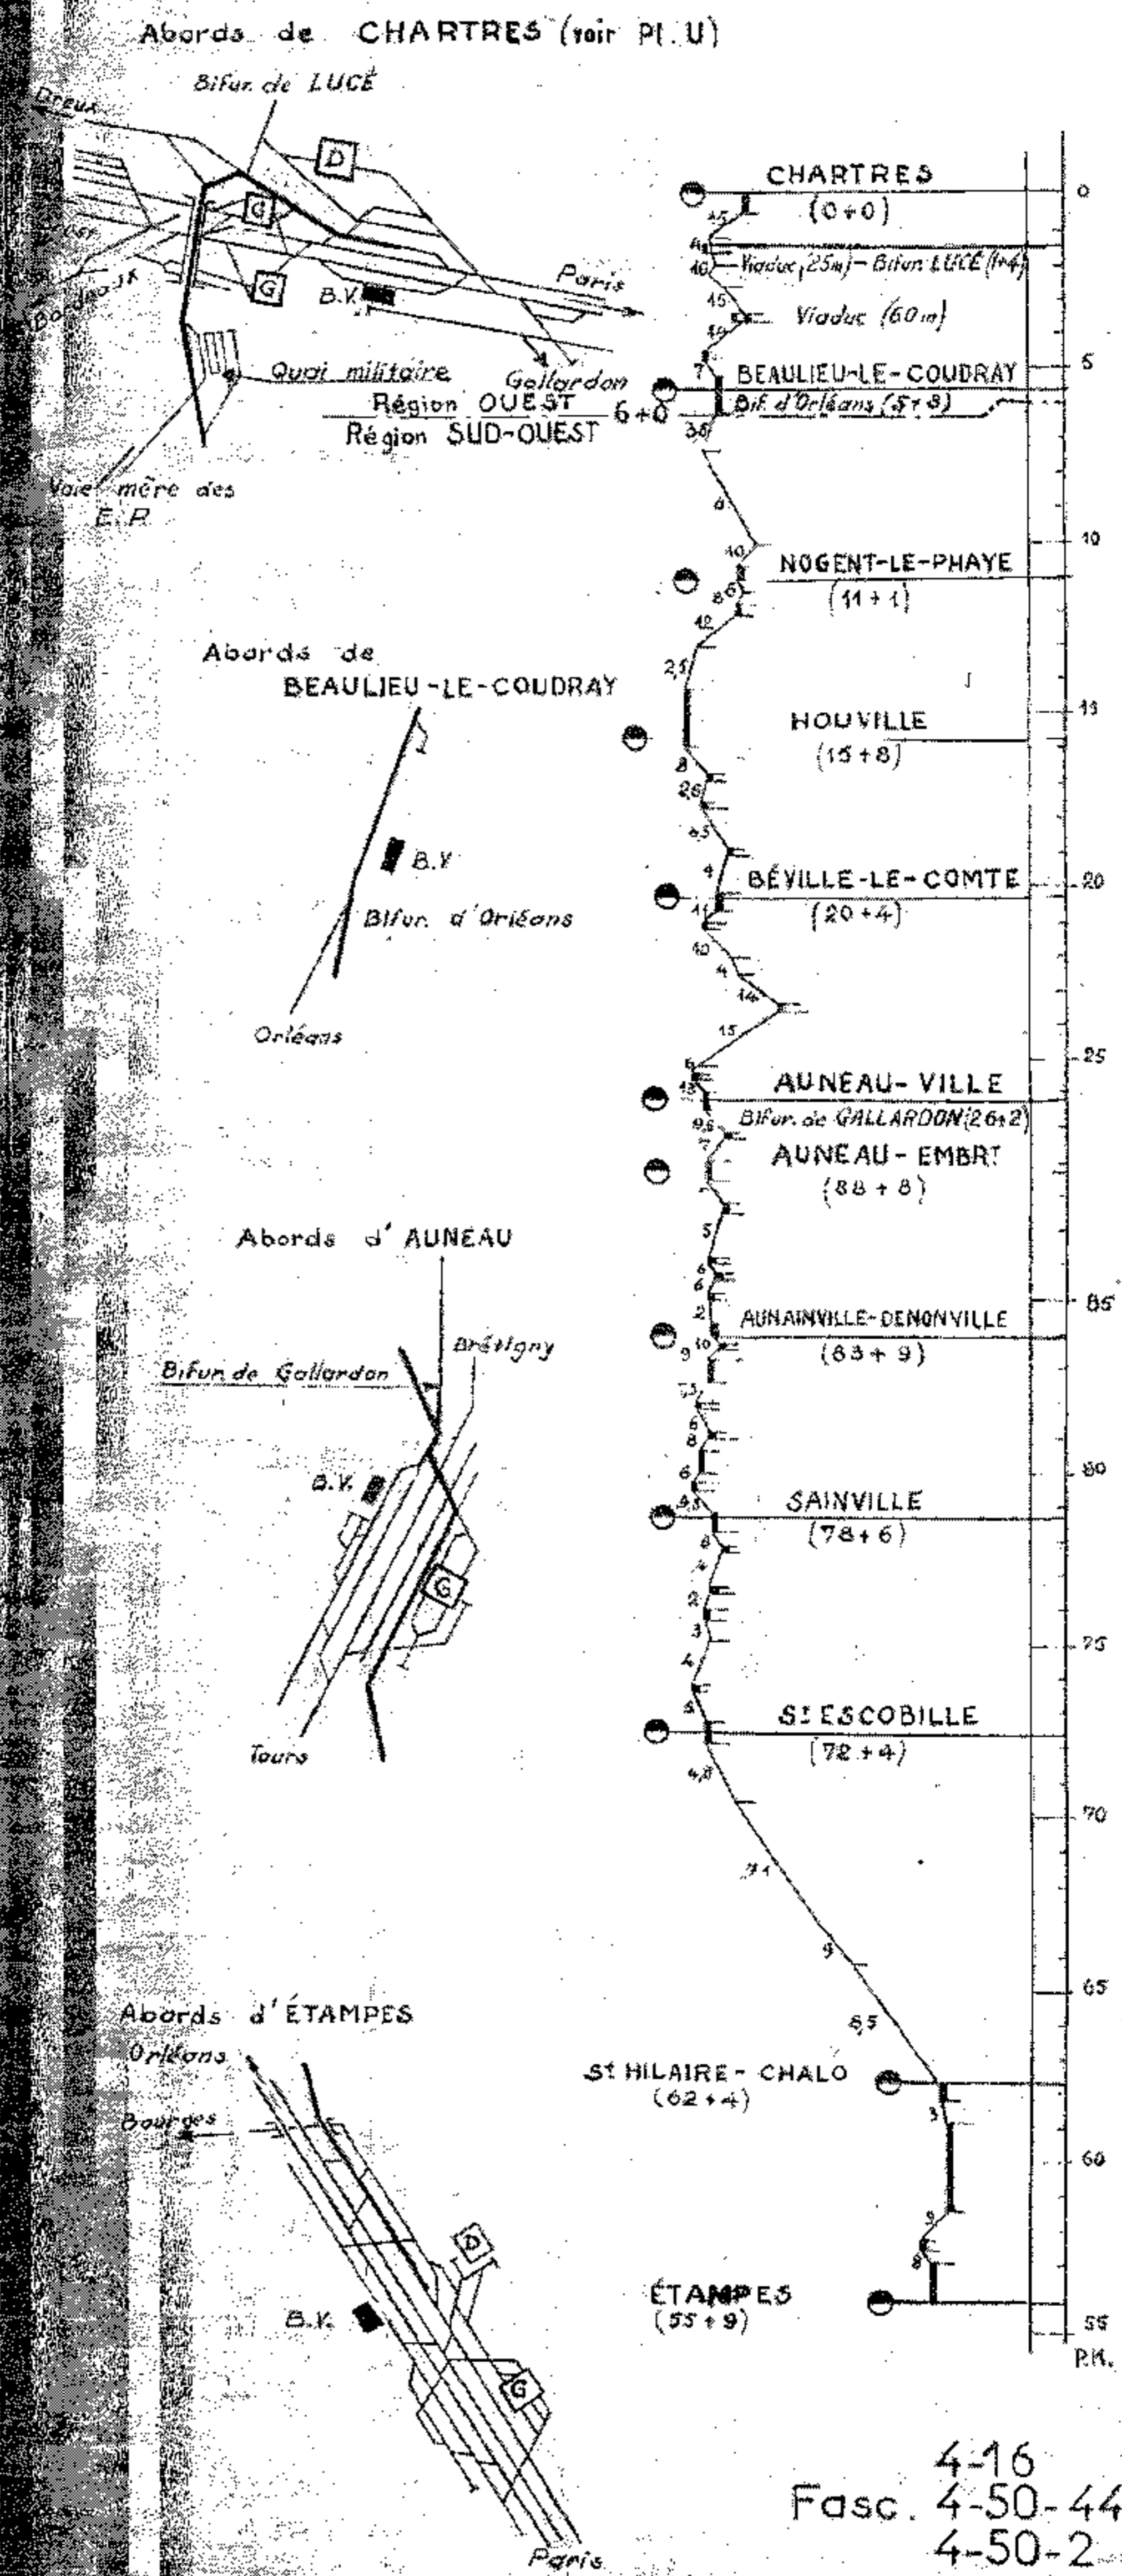 Abords de CHARTRES (voir Pl. U)
Bifur. de LUCÉ
Dreux
D
C
G
B.V.
Paris
Bordeaux
Quai militaire
Gallardon
Région OUEST
6+0
Région SUD-OUEST
Voie mère des
E.P.
CHARTRES
(0+0)
0
Viaduc (25m) - Bifur. LUCÉ (1+4)
Viaduc (60m)
5
BEAULIEU-LE-COUDRAY
Bif. d'Orléans (5+8)
10
NOGENT-LE-PHAYE
(11+1)
Abords de
BEAULIEU-LE-COUDRAY
B.V.
Bifur. d'Orléans
Orléans
15
HOUVILLE
(15+8)
20
BÉVILLE-LE-COMTE
(20+4)
25
AUNEAU-VILLE
Bifur. de GALLARDON (26+2)
AUNEAU-EMBRT
(88+8)
Abords d'AUNEAU
Brétigny
Bifur. de Gallardon
B.V.
G
Tours
85
AUNAINVILLE-DENONVILLE
(83+9)
80
SAINVILLE
(78+6)
75
ST ESCOBILLE
(72+4)
70
65
Abords d'ÉTAMPES
Orléans
Bourges
D
B.V.
G
Paris
St HILAIRE-CHALO
(62+4)
60
ÉTAMPES
(55+9)
55
P.K.
4-16
Fasc. 4-50-44
4-50-2